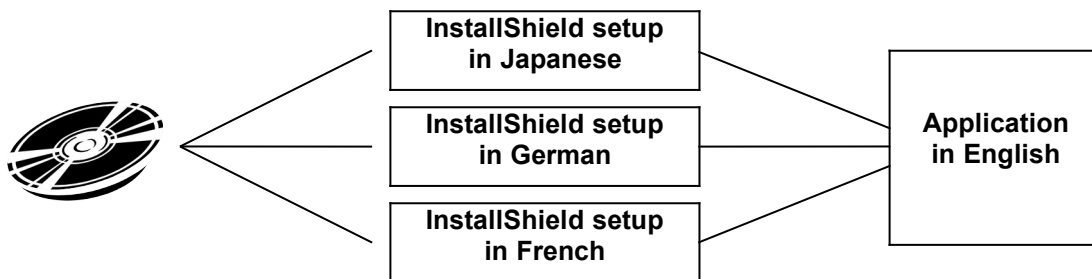 InstallShield setup
in Japanese
InstallShield setup
in German
InstallShield setup
in French
Application
in English